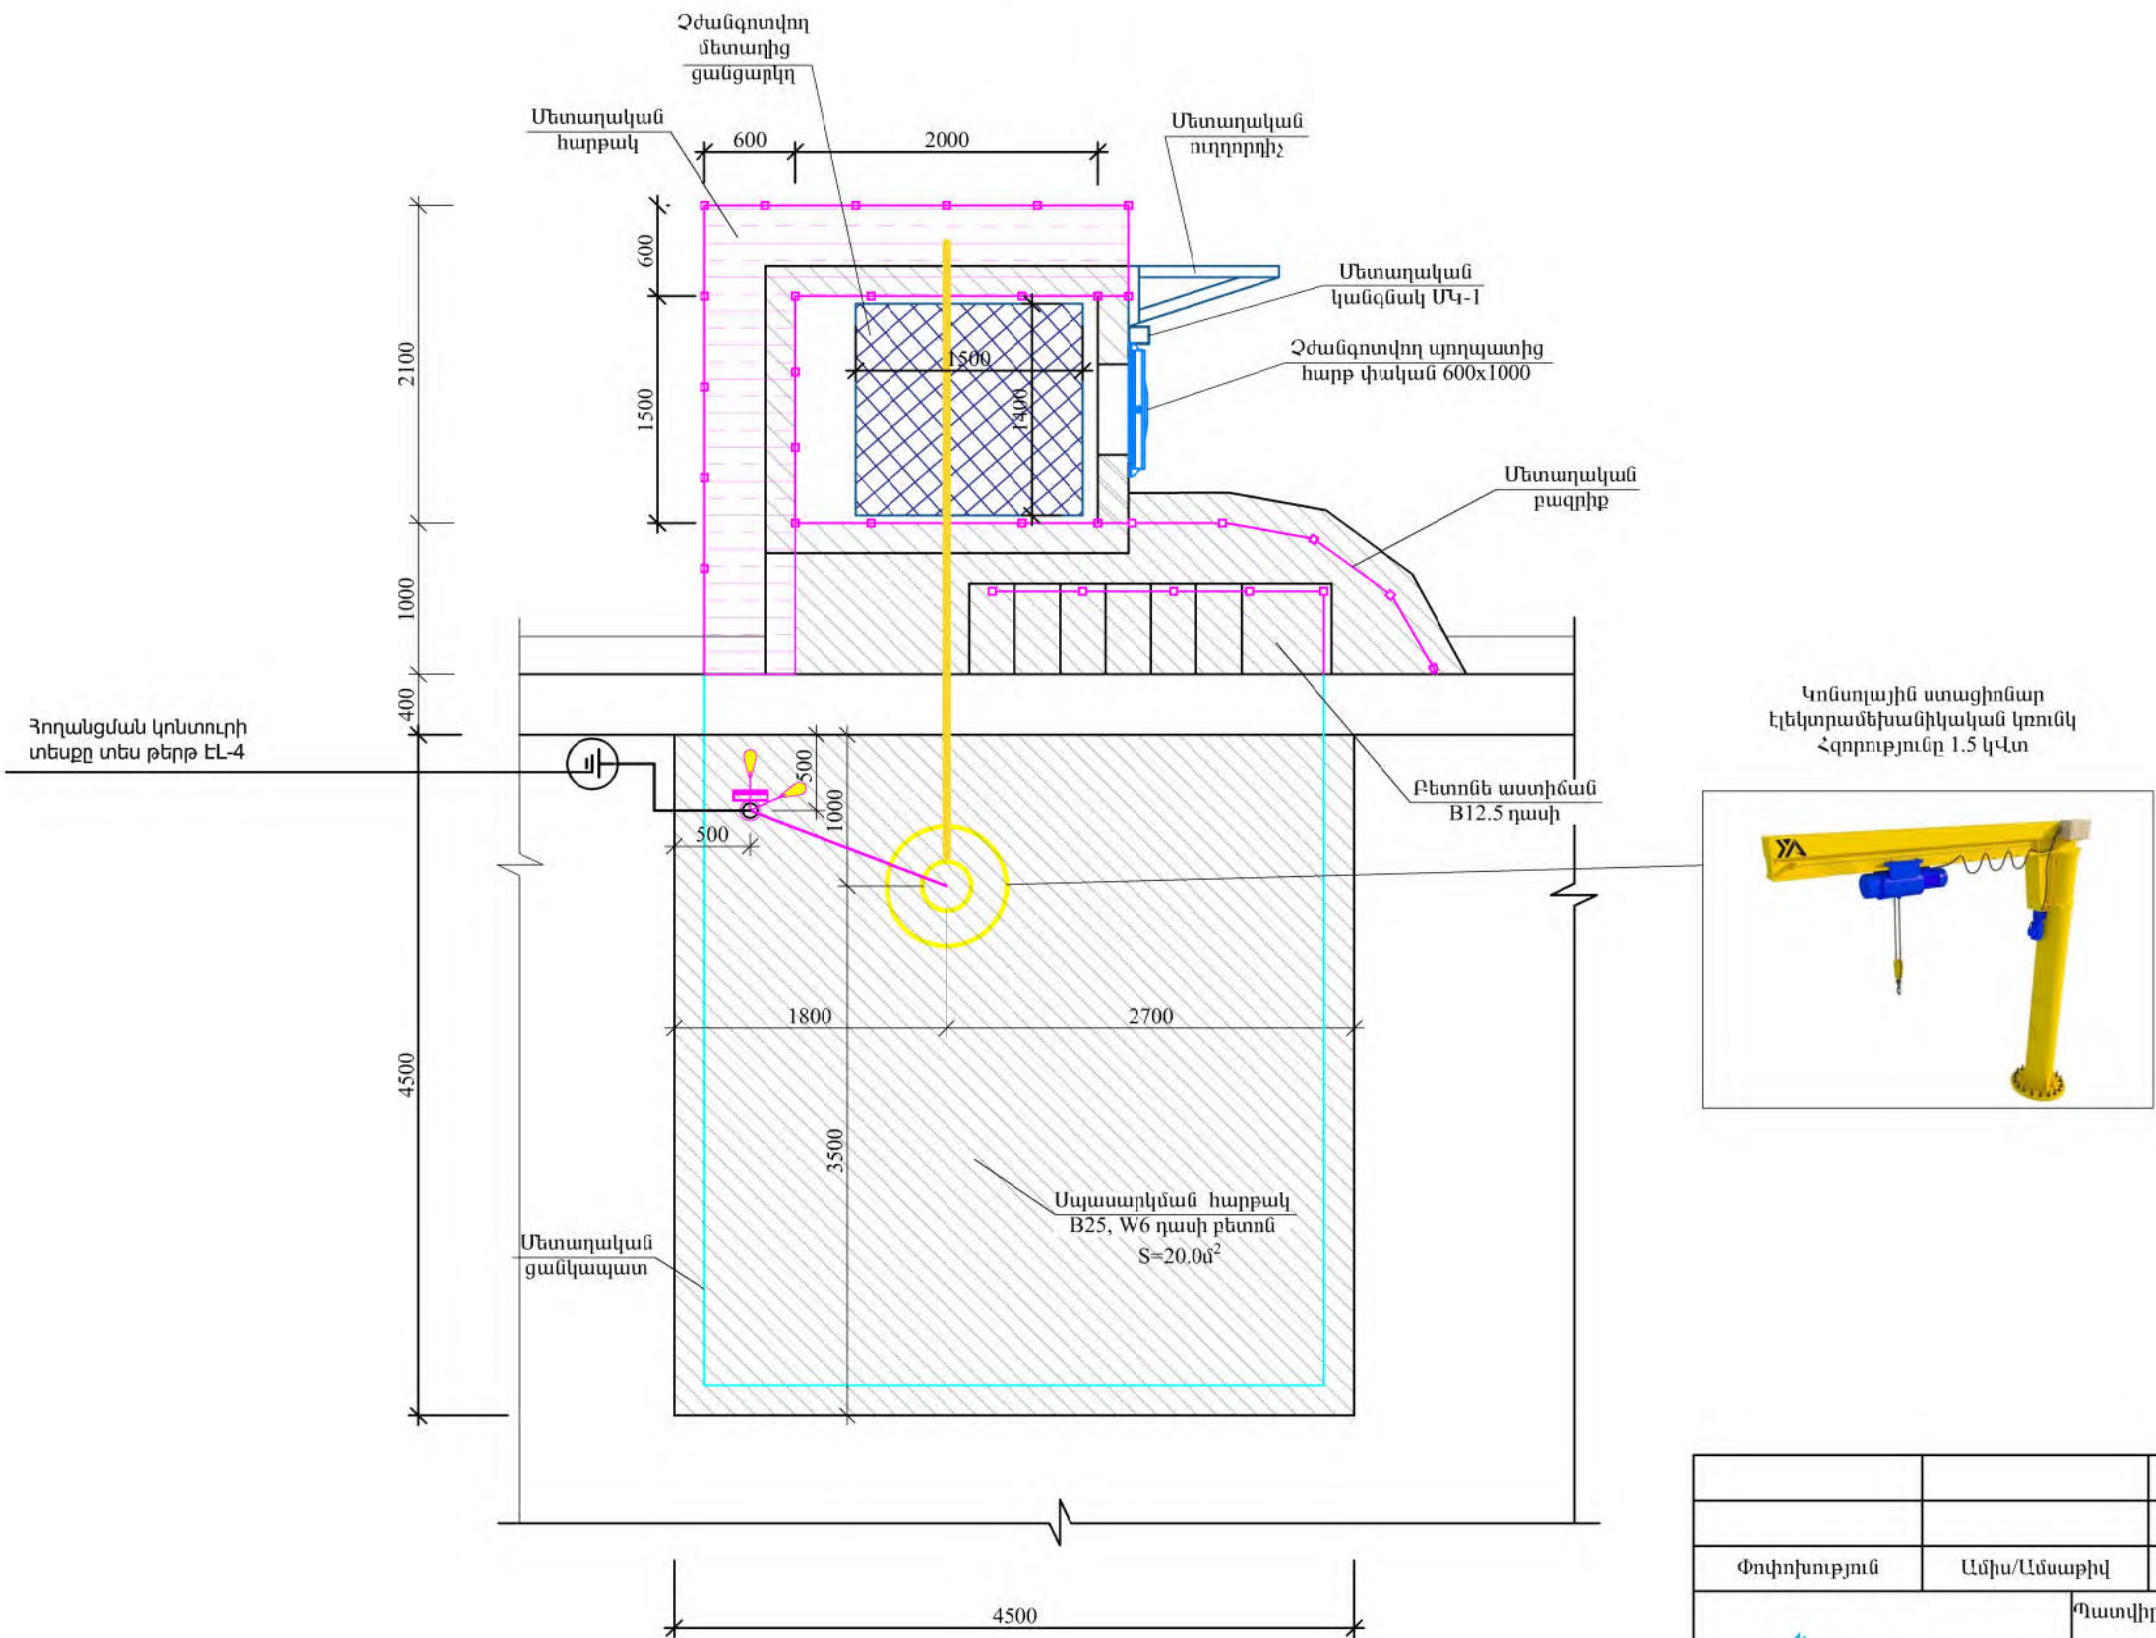 Չժանգոտվող
մետաղից
ցանցարկղ
Մետաղական
հարթակ
Մետաղական
ուղղորդիչ
600
2000
Մետաղական
կանգնակ ՄԿ-1
600
2100
Չժանգոտվող պողպատից
հարթ փական 600x1000
1500
1500
1400
Մետաղական
բազրիք
1000
400
Կոնսոլային ստացիոնար
էլեկտրամեխանիկական կռունկ
Հզորությունը 1.5 կՎտ
Հողանցման կոնտուրի
տեսքը տես թերթ EL-4
500
1000
500
Բետոնե աստիճան
B12.5 դասի
1800
2700
4500
3500
Սպասարկման հարթակ
B25, W6 դասի բետոն
S=20.0մ²
Մետաղական
ցանկապատ
Փոփոխություն
Ամիս/Ամսաթիվ
Պատվիր
4500